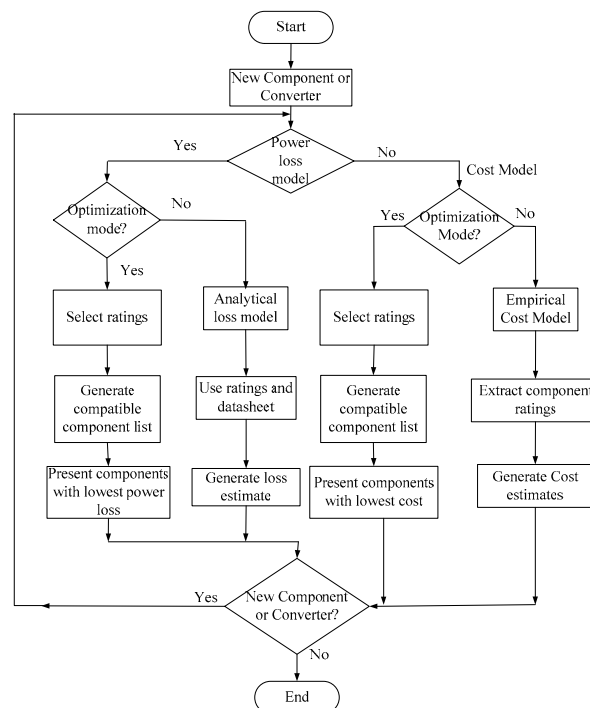 Start
New Component or
Converter
Yes
Power
loss
model
No
Cost Model
Optimization
mode?
No
Yes
Optimization
Mode?
No
Yes
Select ratings
Analytical
loss model
Select ratings
Empirical
Cost Model
Generate
compatible
component list
Use ratings and
datasheet
Generate
compatible
component list
Extract component
ratings
Present components
with lowest power
loss
Generate loss
estimate
Present components
with lowest cost
Generate Cost
estimates
Yes
New Component
or Converter?
No
End